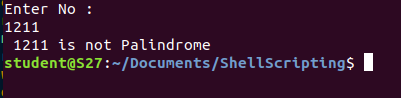 Enter No :
1211
 1211 is not Palindrome
student@S27:~/Documents/ShellScripting$